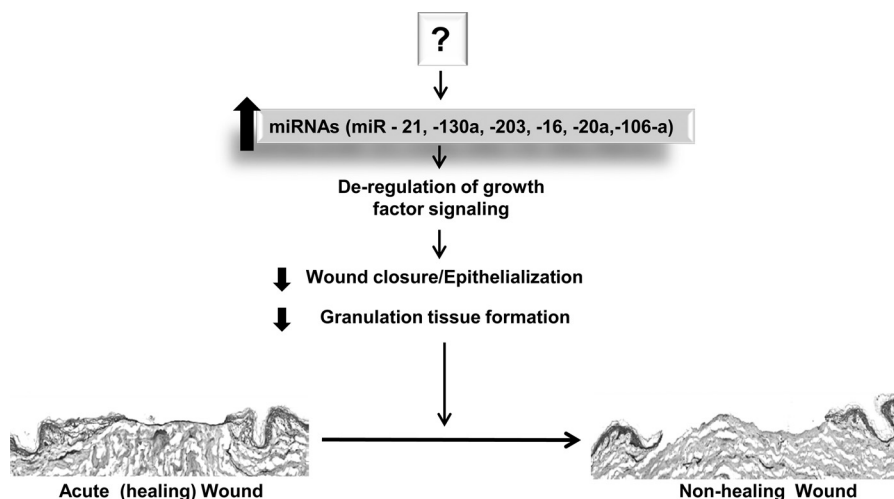 ?
miRNAs (miR - 21, -130a, -203, -16, -20a,-106-a)
De-regulation of growth
factor signaling
Wound closure/Epithelialization
Granulation tissue formation
Acute (healing) Wound
Non-healing Wound